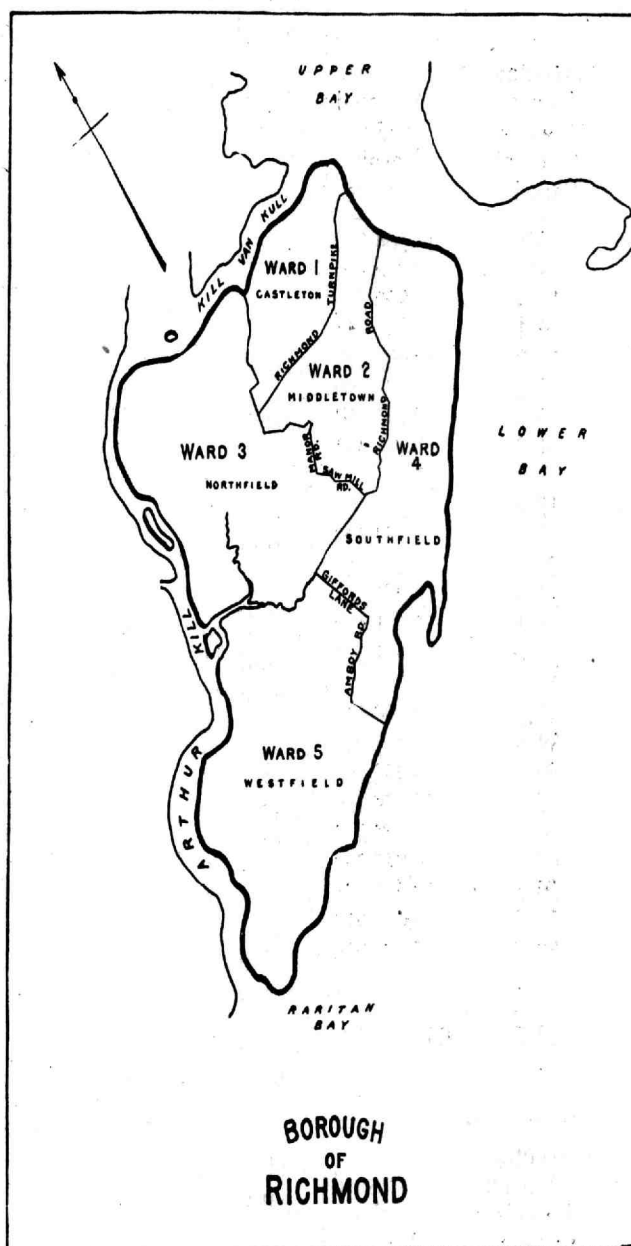 UPPER
BAY
KILL VAN KULL
WARD 1
CASTLETON
RICHMOND TURNPIKE
RICHMOND ROAD
WARD 2
MIDDLETOWN
MANOR
RD.
SAW MILL
RD.
WARD
4
SOUTHFIELD
LOWER
BAY
WARD 3
NORTHFIELD
GIFFORDS
LANE
AMBOY RD.
ARTHUR KILL
WARD 5
WESTFIELD
RARITAN
BAY
BOROUGH
OF
RICHMOND